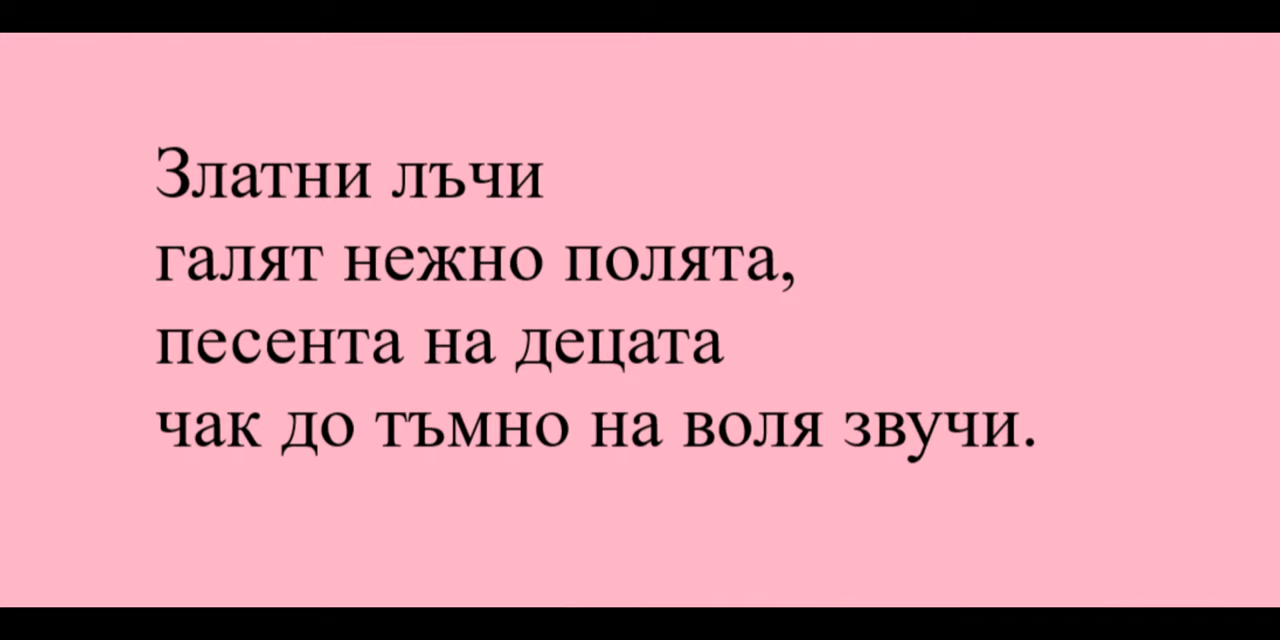 Златни лъчи
галят нежно полята,
песента на децата
чак до тъмно на воля звучи.